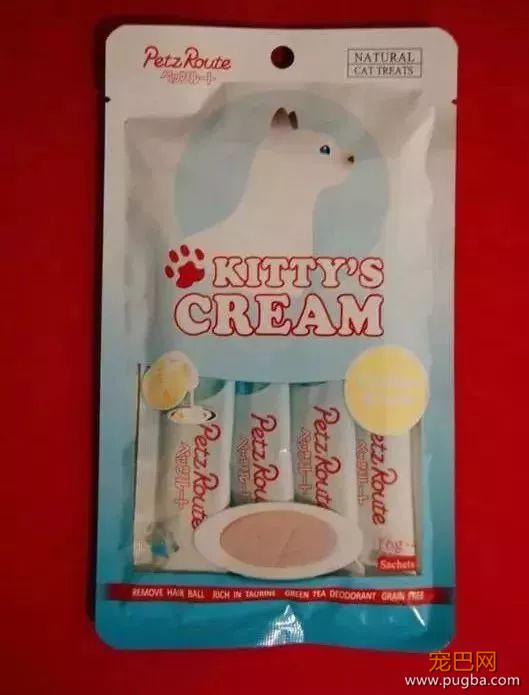 Petz Route
ペッツルート
NATURAL
CAT TREATS
KITTY'S
CREAM
Petz Route
ペッツルート
Petz Route
ペッツルート
Petz Route
ペッツルート
Petz Route
ペッツルート
Sachets
REMOVE HAIR BALL RICH IN TAURINE GREEN TEA DEODORANT GRAIN FREE
宠巴网
www.pugba.com